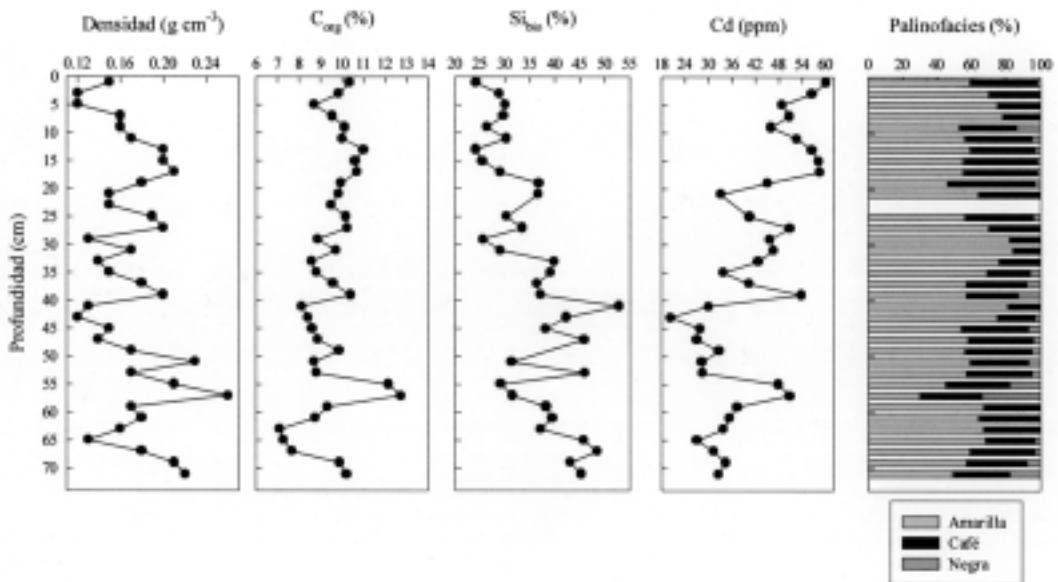 Densidad (g cm-3) Corg (%) Sibio (%) Cd (ppm) Palinofacies (%)
0.12 0.16 0.20 0.24 6 7 8 9 10 11 12 13 14 20 25 30 35 40 45 50 55 18 24 30 36 42 48 54 60 0 20 40 60 80 100
0
5
10
15
20
25
30
35
40
45
50
55
60
65
70
Profundidad (cm)
Amarilla
Café
Negra